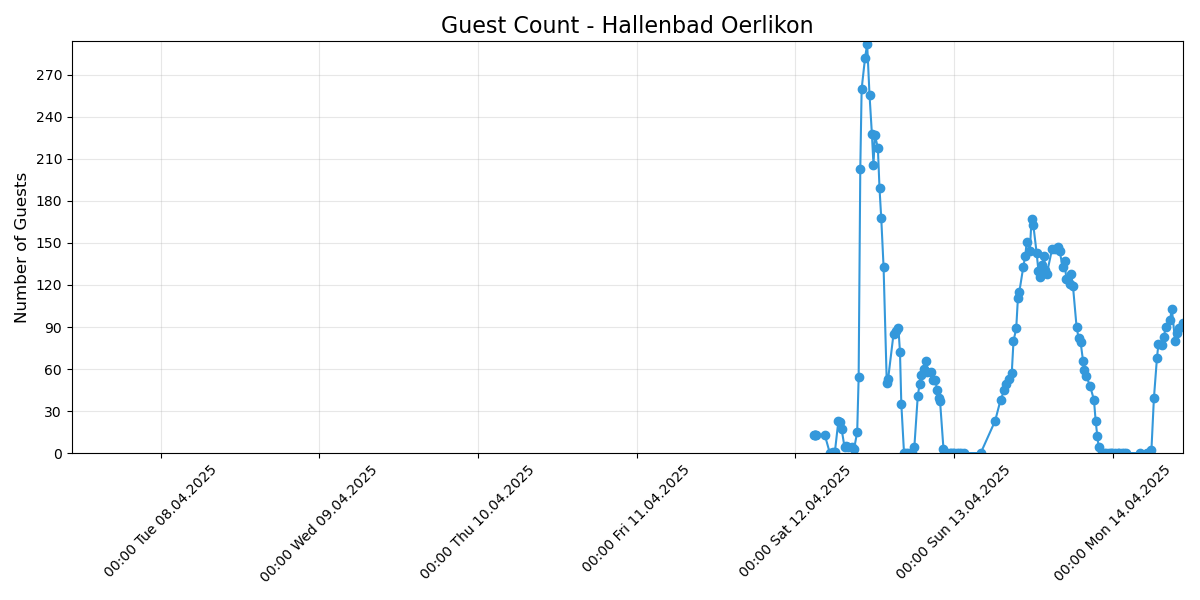 Guest Count - Hallenbad Oerlikon
Number of Guests
270
240
210
180
150
120
90
60
30
0
00:00 Tue 08.04.2025
00:00 Wed 09.04.2025
00:00 Thu 10.04.2025
00:00 Fri 11.04.2025
00:00 Sat 12.04.2025
00:00 Sun 13.04.2025
00:00 Mon 14.04.2025